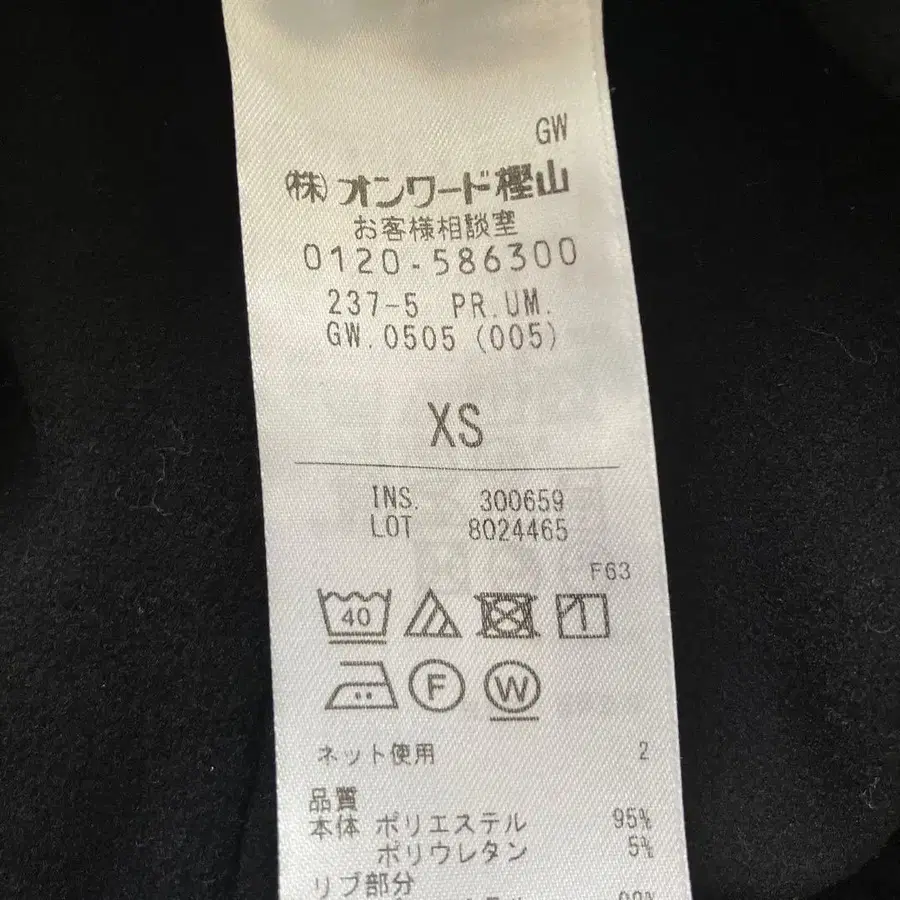 GW
(株)オンワード樫山
お客様相談室
0120-586300
237-5 PR.UM.
GW.0505 (005)
XS
INS. 300659
LOT 8024465
F63
40
F W
ネット使用 2
品質
本体 ポリエステル 95%
ポリウレタン 5%
リブ部分